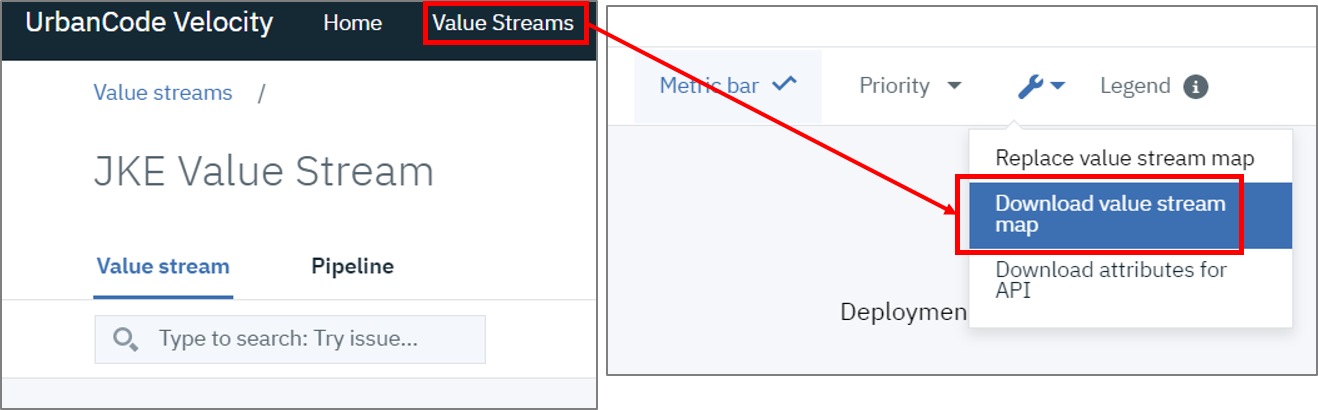 UrbanCode Velocity Home Value Streams
Value streams /
JKE Value Stream
Value stream Pipeline
Type to search: Try issue...
Metric bar Priority Legend i
Replace value stream map
Download value stream
map
Download attributes for
API
Deploymen